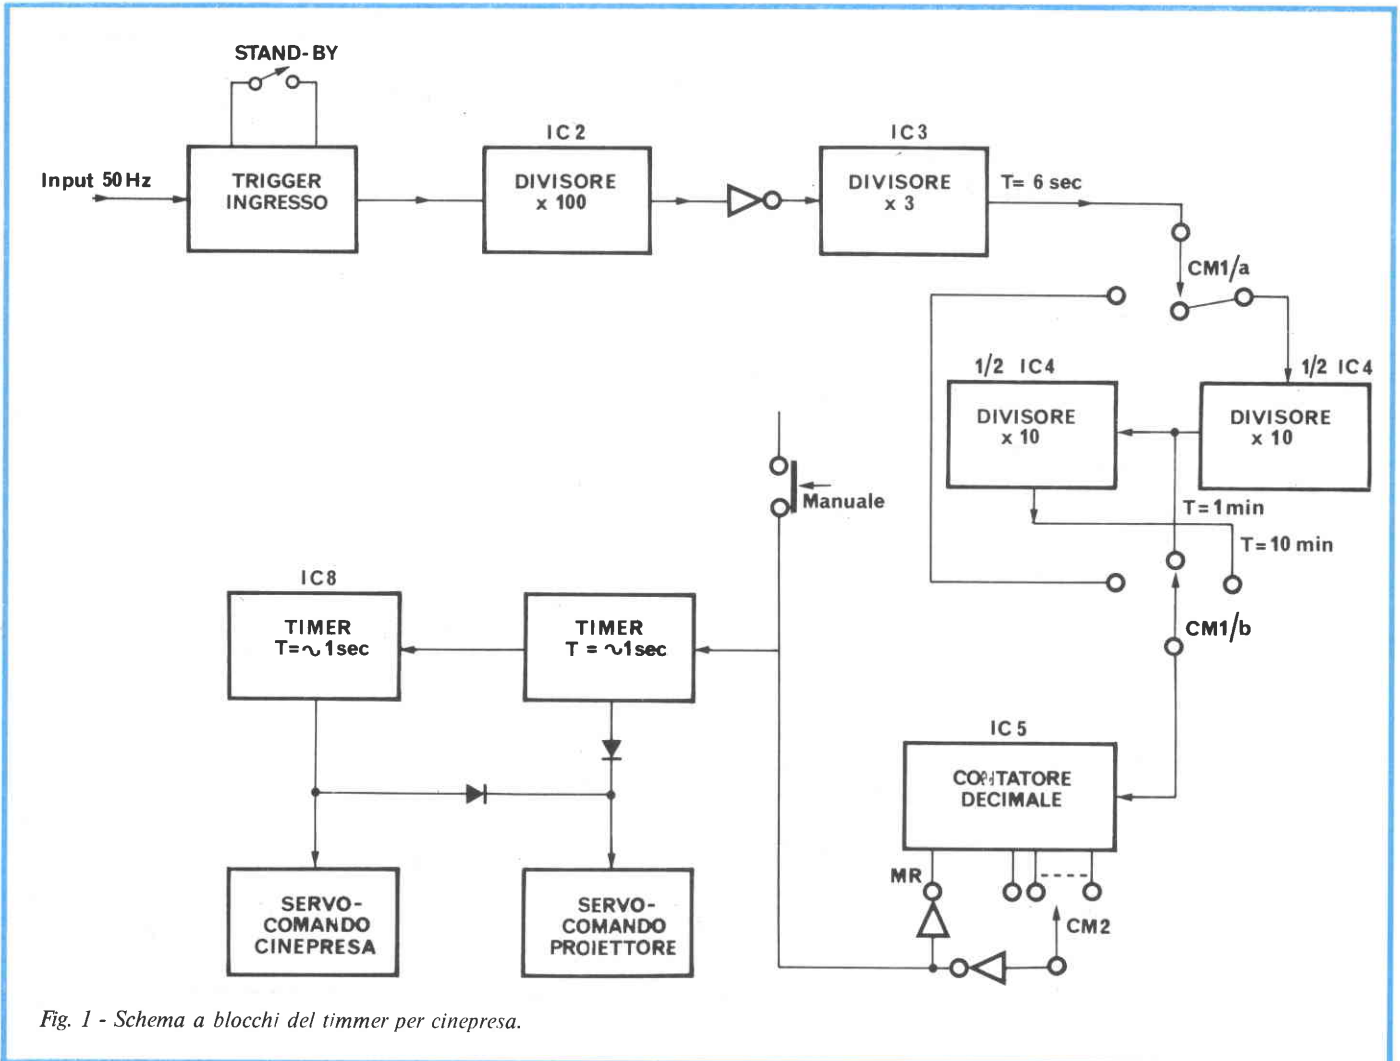 STAND-BY
Input 50Hz
TRIGGER
INGRESSO
IC2
DIVISORE
x 100
IC3
DIVISORE
x 3
T= 6 sec
CM1/a
1/2 IC4
DIVISORE
x 10
1/2 IC4
DIVISORE
x 10
T=1min
T=10 min
Manuale
CM1/b
IC8
TIMER
T=~1sec
TIMER
T = ~1sec
IC5
CONTATORE
DECIMALE
MR
CM2
SERVO-
COMANDO
CINEPRESA
SERVO-
COMANDO
PROIETTORE
Fig. 1 - Schema a blocchi del timmer per cinepresa.